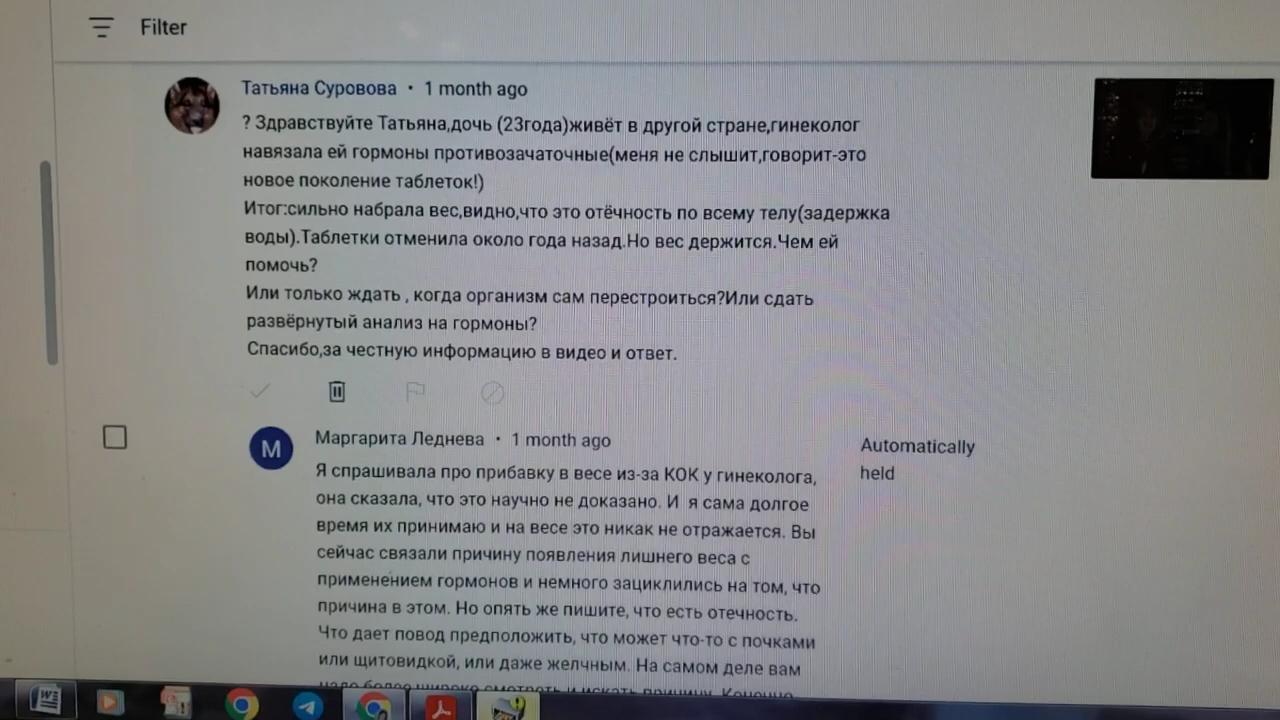 Filter
Татьяна Суровова • 1 month ago
? Здравствуйте Татьяна,дочь (23года)живёт в другой стране,гинеколог
навязала ей гормоны противозачаточные(меня не слышит,говорит-это
новое поколение таблеток!)
Итог:сильно набрала вес,видно,что это отёчность по всему телу(задержка
воды).Таблетки отменила около года назад.Но вес держится.Чем ей
помочь?
Или только ждать , когда организм сам перестроиться?Или сдать
развёрнутый анализ на гормоны?
Спасибо,за честную информацию в видео и ответ.
М
Маргарита Леднева • 1 month ago
Automatically
held
Я спрашивала про прибавку в весе из-за КОК у гинеколога,
она сказала, что это научно не доказано. И я сама долгое
время их принимаю и на весе это никак не отражается. Вы
сейчас связали причину появления лишнего веса с
применением гормонов и немного зациклились на том, что
причина в этом. Но опять же пишите, что есть отечность.
Что дает повод предположить, что может что-то с почками
или щитовидкой, или даже желчным. На самом деле вам
надо более широко смотреть и искать причину. Конечно